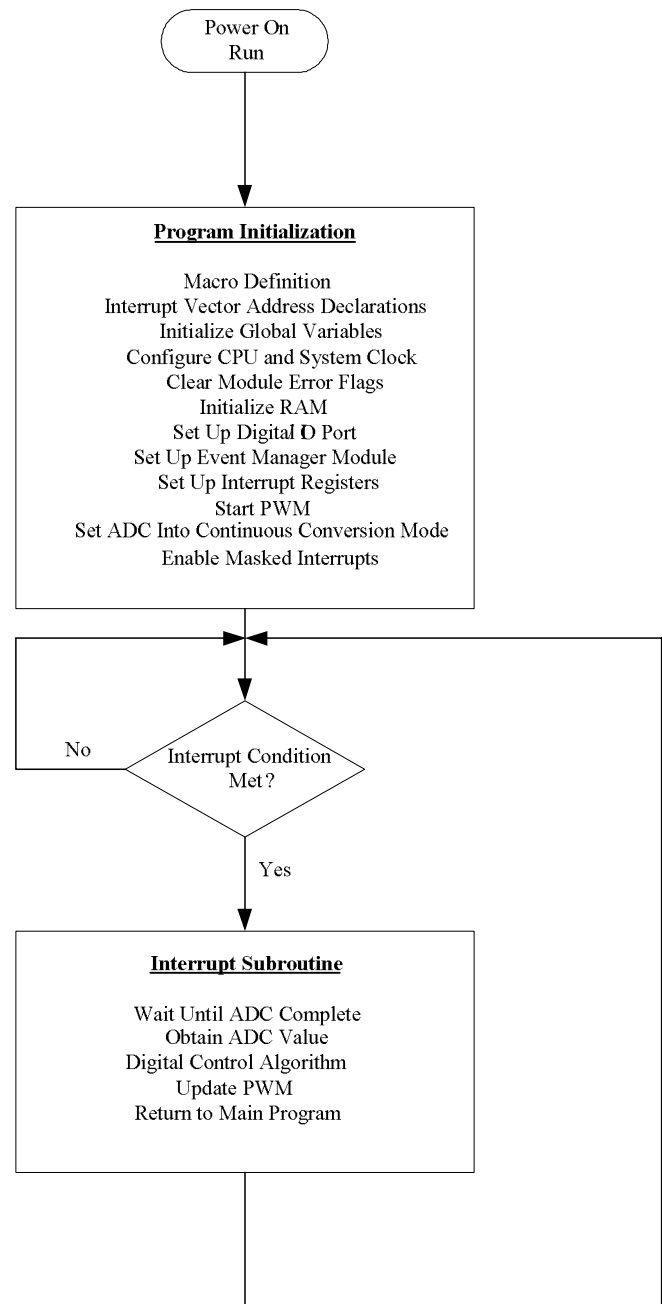 Power On
Run
Program Initialization
Macro Definition
Interrupt Vector Address Declarations
Initialize Global Variables
Configure CPU and System Clock
Clear Module Error Flags
Initialize RAM
Set Up Digital IO Port
Set Up Event Manager Module
Set Up Interrupt Registers
Start PWM
Set ADC Into Continuous Conversion Mode
Enable Masked Interrupts
No
Interrupt Condition
Met?
Yes
Interrupt Subroutine
Wait Until ADC Complete
Obtain ADC Value
Digital Control Algorithm
Update PWM
Return to Main Program